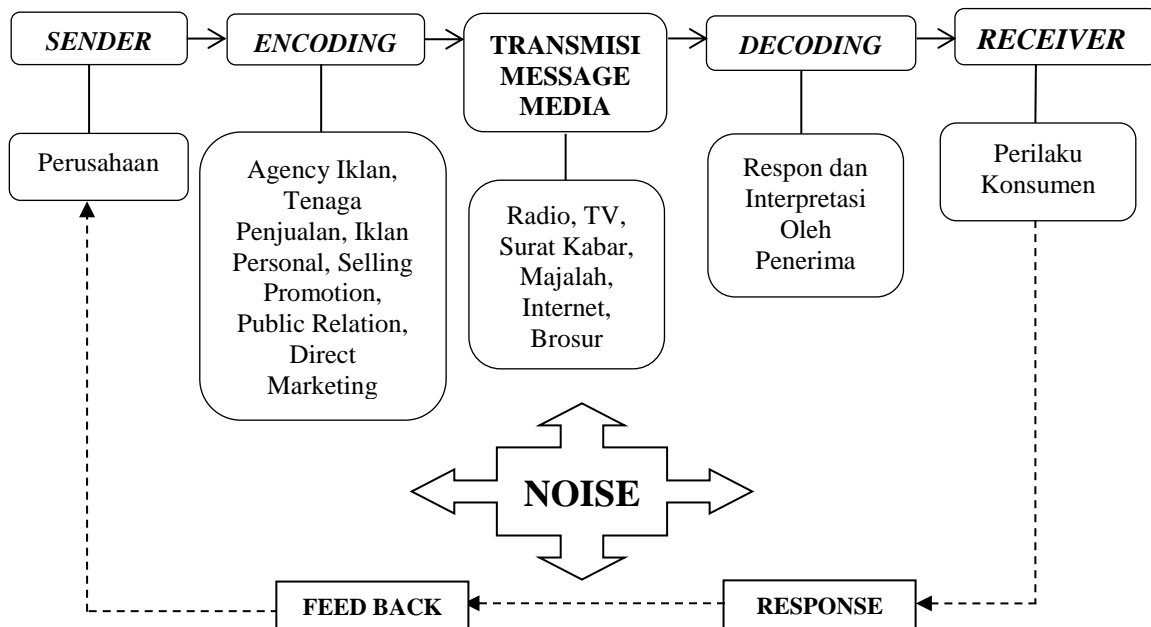 SENDER
ENCODING
TRANSMISI
MESSAGE
MEDIA
DECODING
RECEIVER
Perusahaan
Agency Iklan,
Tenaga
Penjualan, Iklan
Personal, Selling
Promotion,
Public Relation,
Direct
Marketing
Radio, TV,
Surat Kabar,
Majalah,
Internet,
Brosur
Respon dan
Interpretasi
Oleh
Penerima
Perilaku
Konsumen
NOISE
FEED BACK
RESPONSE